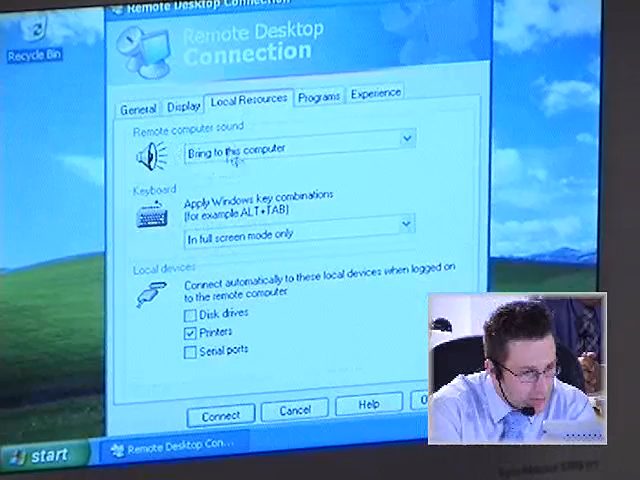 Remote Desktop Connection
Recycle Bin
Remote Desktop
Connection
General Display Local Resources Programs Experience
Remote computer sound
Bring to this computer
Keyboard
Apply Windows key combinations
(for example ALT+TAB)
In full screen mode only
Local devices
Connect automatically to these local devices when logged on
to the remote computer
Disk drives
Printers
Serial ports
Connect Cancel Help
start Remote Desktop Con...